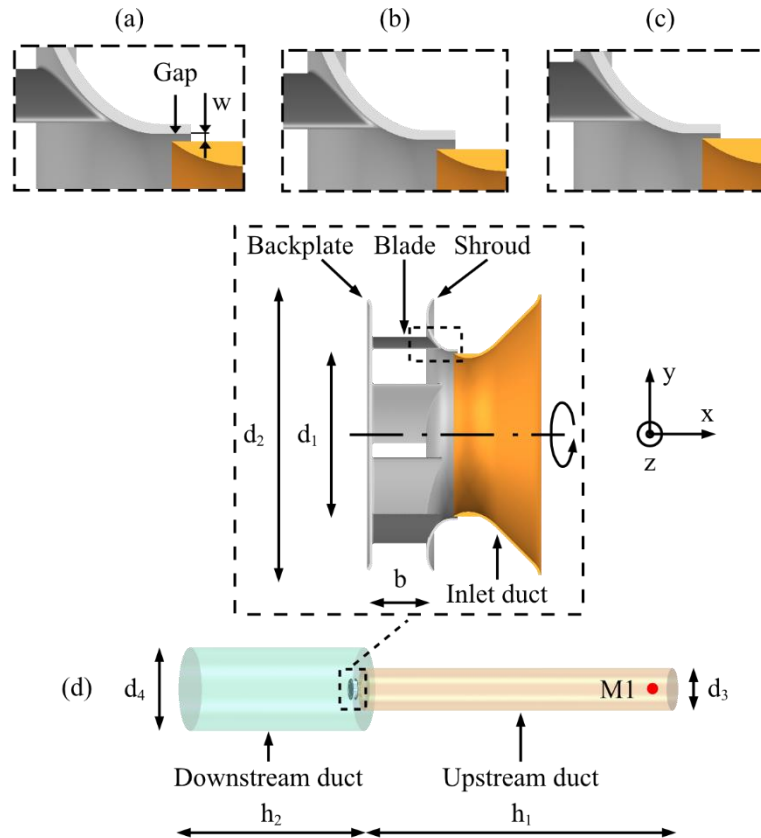 (a)
(b)
(c)
Gap
w
Backplate Blade Shroud
d₂
d₁
y
x
z
b
Inlet duct
(d)
d₄
M1
d₃
Downstream duct
Upstream duct
h₂
h₁